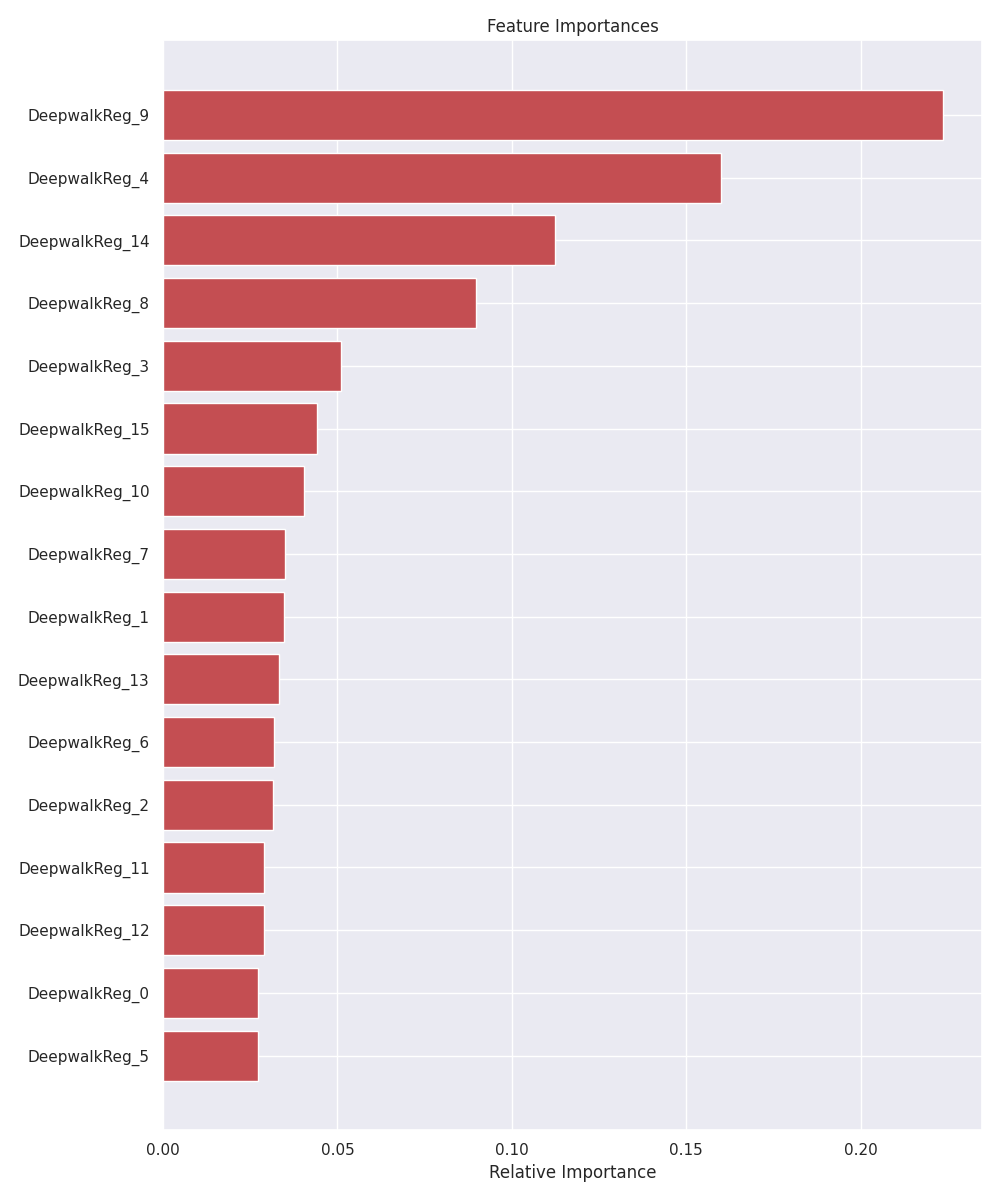 Feature Importances
DeepwalkReg_9
DeepwalkReg_4
DeepwalkReg_14
DeepwalkReg_8
DeepwalkReg_3
DeepwalkReg_15
DeepwalkReg_10
DeepwalkReg_7
DeepwalkReg_1
DeepwalkReg_13
DeepwalkReg_6
DeepwalkReg_2
DeepwalkReg_11
DeepwalkReg_12
DeepwalkReg_0
DeepwalkReg_5
0.00 0.05 0.10 0.15 0.20
Relative Importance